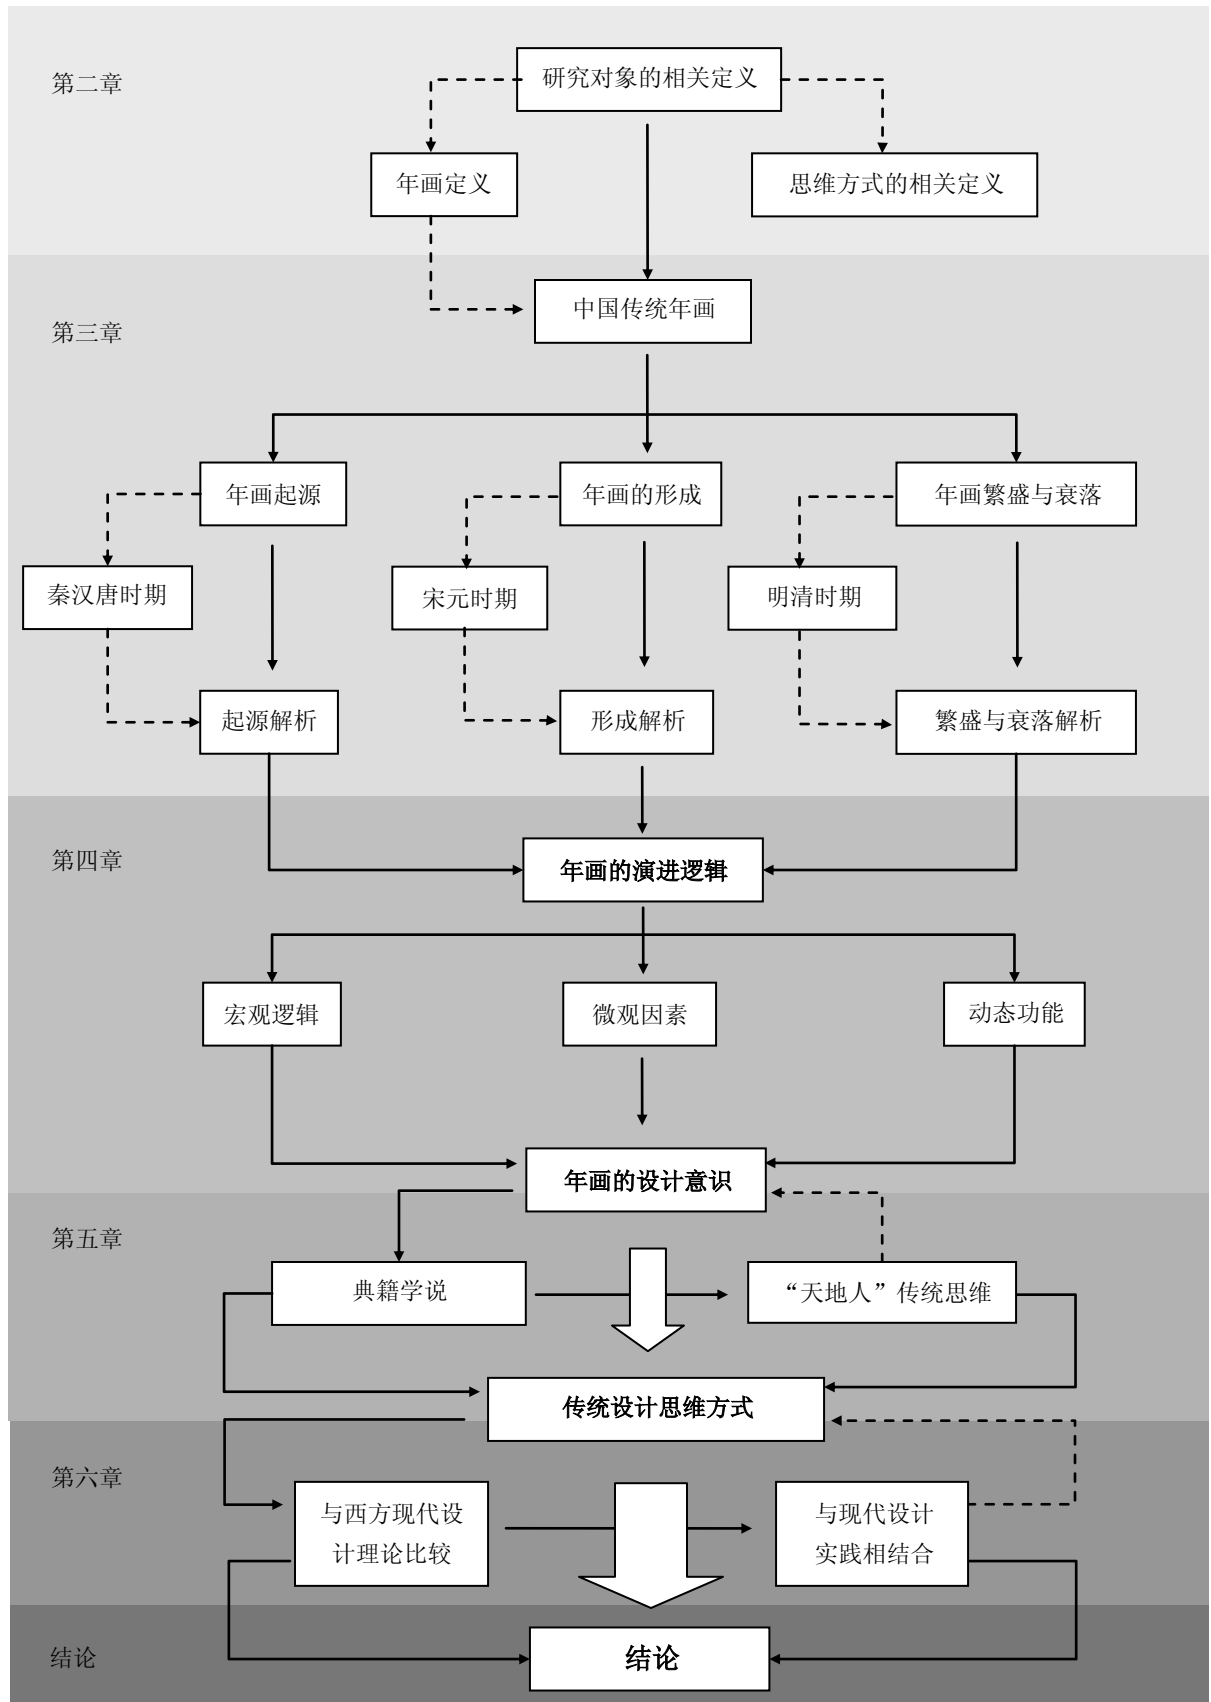 第二章
研究对象的相关定义
年画定义
思维方式的相关定义
第三章
中国传统年画
年画起源
年画的形成
年画繁盛与衰落
秦汉唐时期
宋元时期
明清时期
起源解析
形成解析
繁盛与衰落解析
第四章
年画的演进逻辑
宏观逻辑
微观因素
动态功能
年画的设计意识
第五章
典籍学说
“天地人”传统思维
传统设计思维方式
第六章
与西方现代设
计理论比较
与现代设计
实践相结合
结论
结论